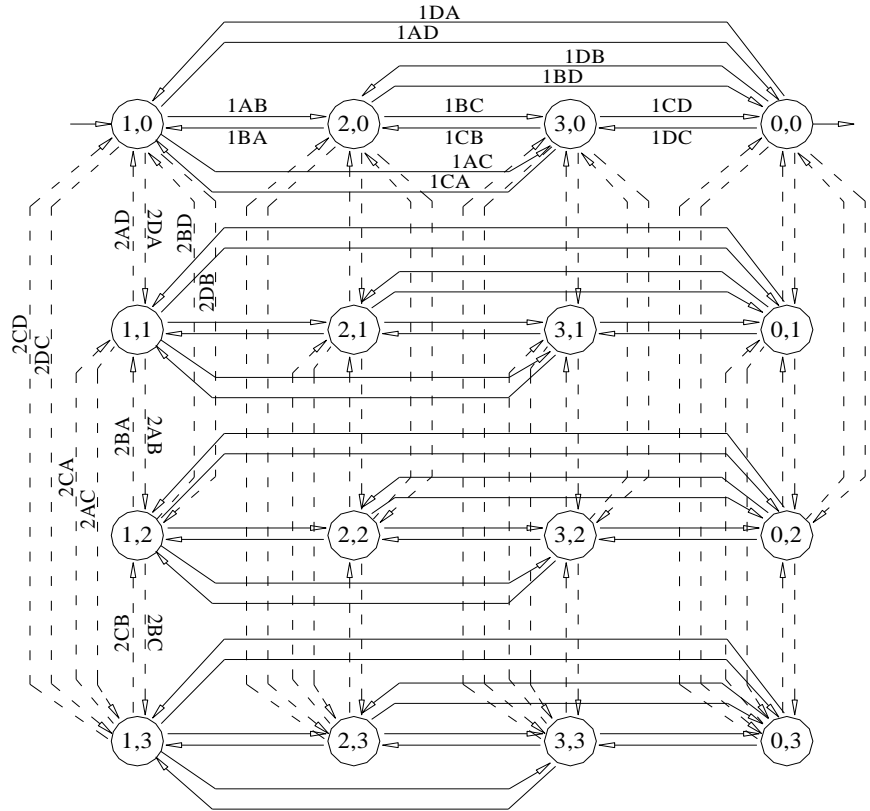 1DA
1AD
1DB
1BD
1AB
1BC
1CD
1,0
2,0
3,0
0,0
1BA
1CB
1DC
1AC
1CA
2AD
2DA
2BD
2DB
2CD
2DC
1,1
2,1
3,1
0,1
2BA
2AB
2CA
2AC
1,2
2,2
3,2
0,2
2CB
2BC
1,3
2,3
3,3
0,3